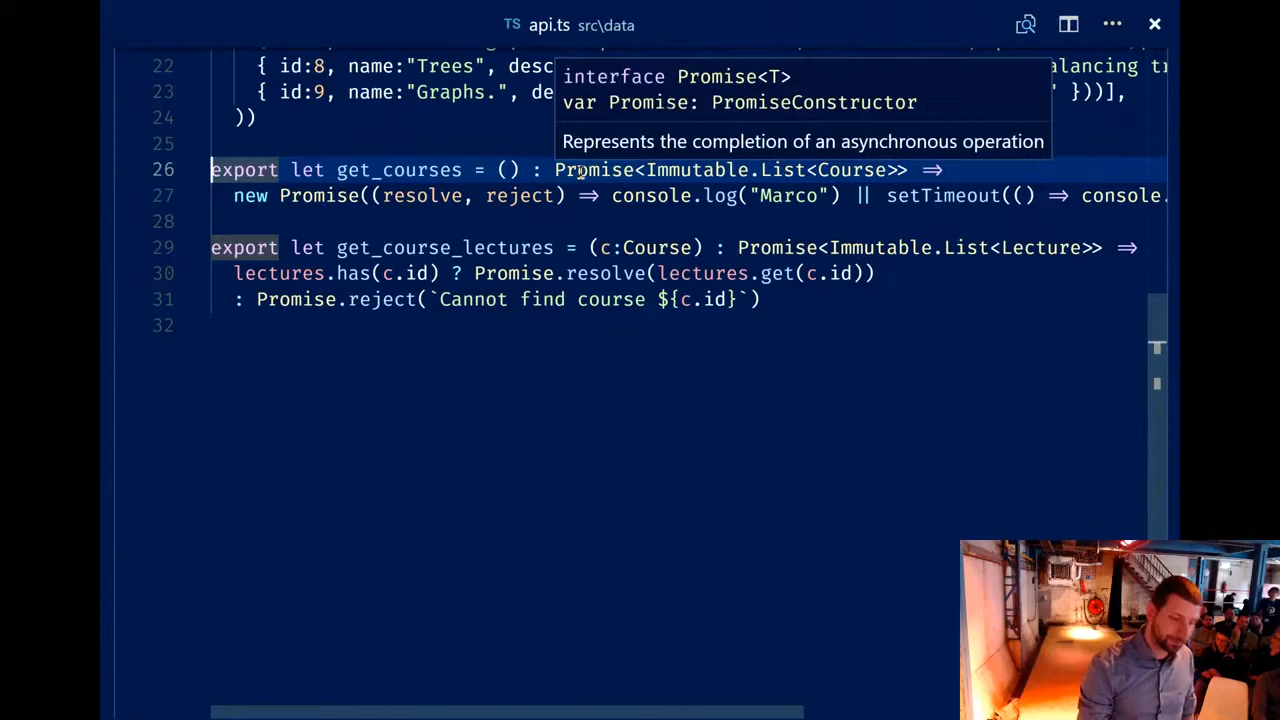 TS api.ts src\data
22 { id:8, name:"Trees", desc alancing tr
23 { id:9, name:"Graphs.", de ' }))],
24 ))
25
26 export let get_courses = () : Promise<Immutable.List<Course>> ⇒
27 new Promise((resolve, reject) ⇒ console.log("Marco") || setTimeout(() ⇒ console.
28
29 export let get_course_lectures = (c:Course) : Promise<Immutable.List<Lecture>> ⇒
30 lectures.has(c.id) ? Promise.resolve(lectures.get(c.id))
31 : Promise.reject(`Cannot find course ${c.id}`)
32
interface Promise<T>
var Promise: PromiseConstructor
Represents the completion of an asynchronous operation